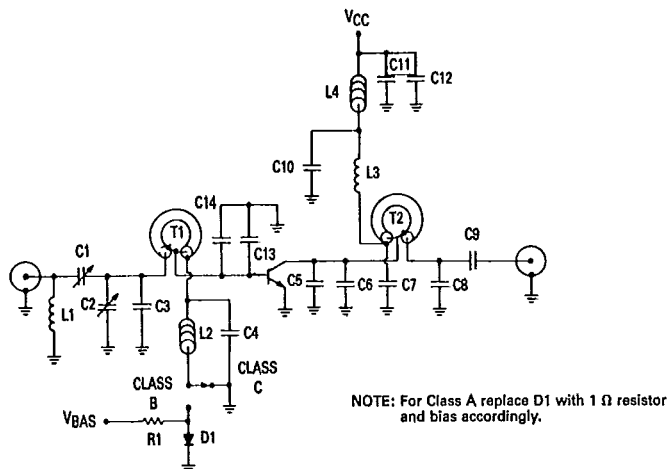 VCC
C11
C12
L4
C10
L3
C14
T1
T2
C13
C9
C1
C2
C3
C5
C6
C7
C8
L1
L2
C4
CLASS
B
CLASS
C
VBAS
R1
D1
NOTE: For Class A replace D1 with 1 Ω resistor
and bias accordingly.